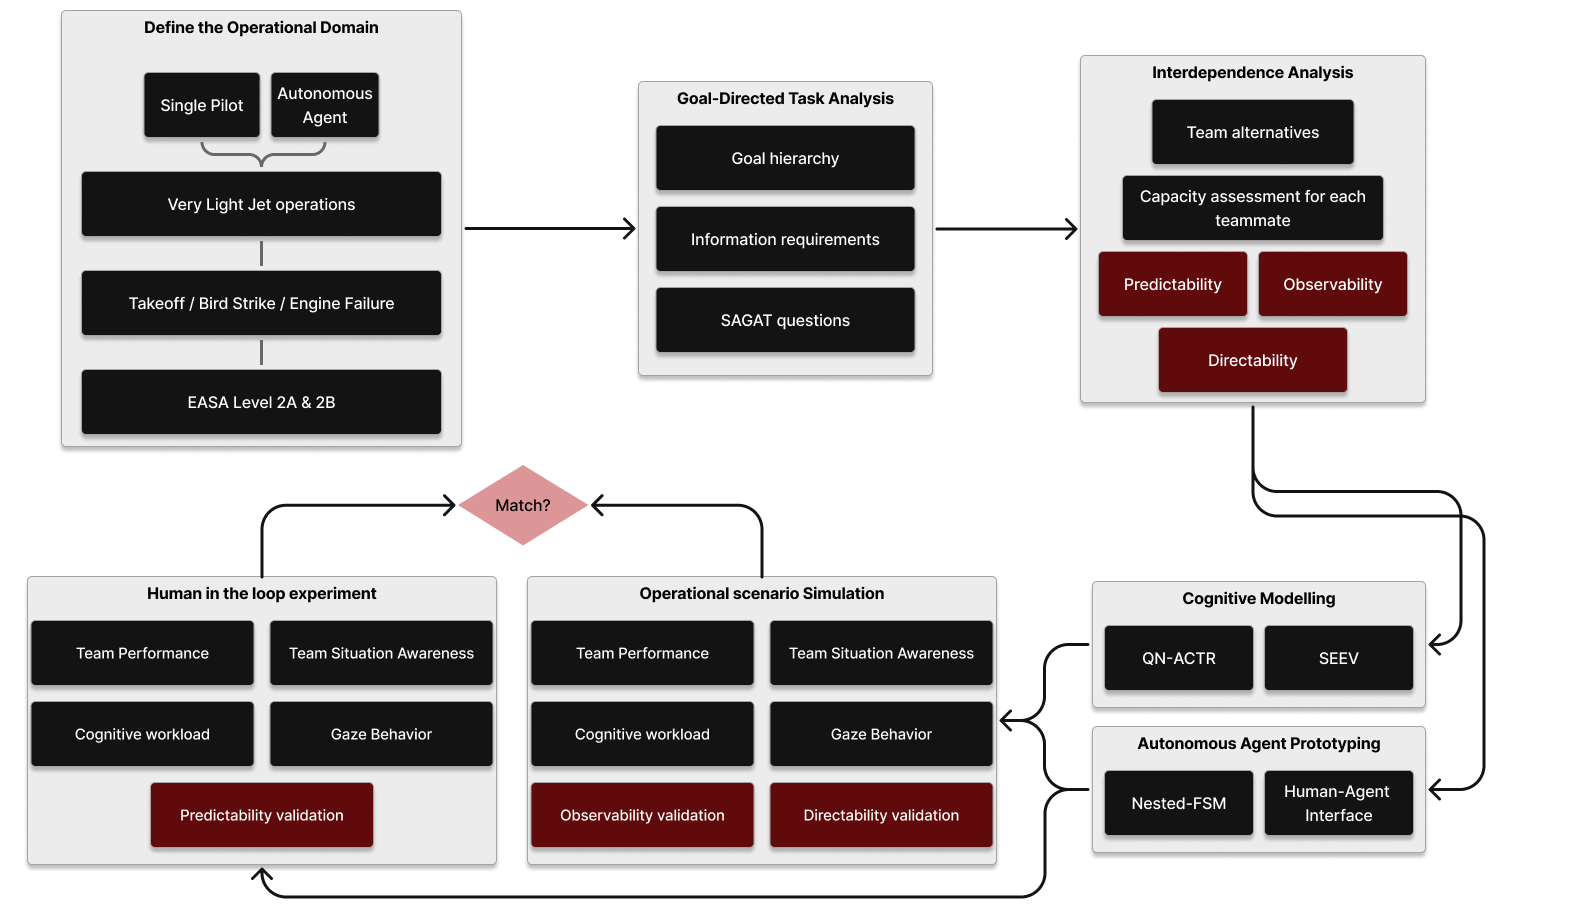 Define the Operational Domain
Single Pilot
Autonomous
Agent
Very Light Jet operations
Takeoff / Bird Strike / Engine Failure
EASA Level 2A & 2B
Goal-Directed Task Analysis
Goal hierarchy
Information requirements
SAGAT questions
Interdependence Analysis
Team alternatives
Capacity assessment for each
teammate
Predictability
Observability
Directability
Match?
Human in the loop experiment
Team Performance
Team Situation Awareness
Cognitive workload
Gaze Behavior
Predictability validation
Operational scenario Simulation
Team Performance
Team Situation Awareness
Cognitive workload
Gaze Behavior
Observability validation
Directability validation
Cognitive Modelling
QN-ACTR
SEEV
Autonomous Agent Prototyping
Nested-FSM
Human-Agent
Interface